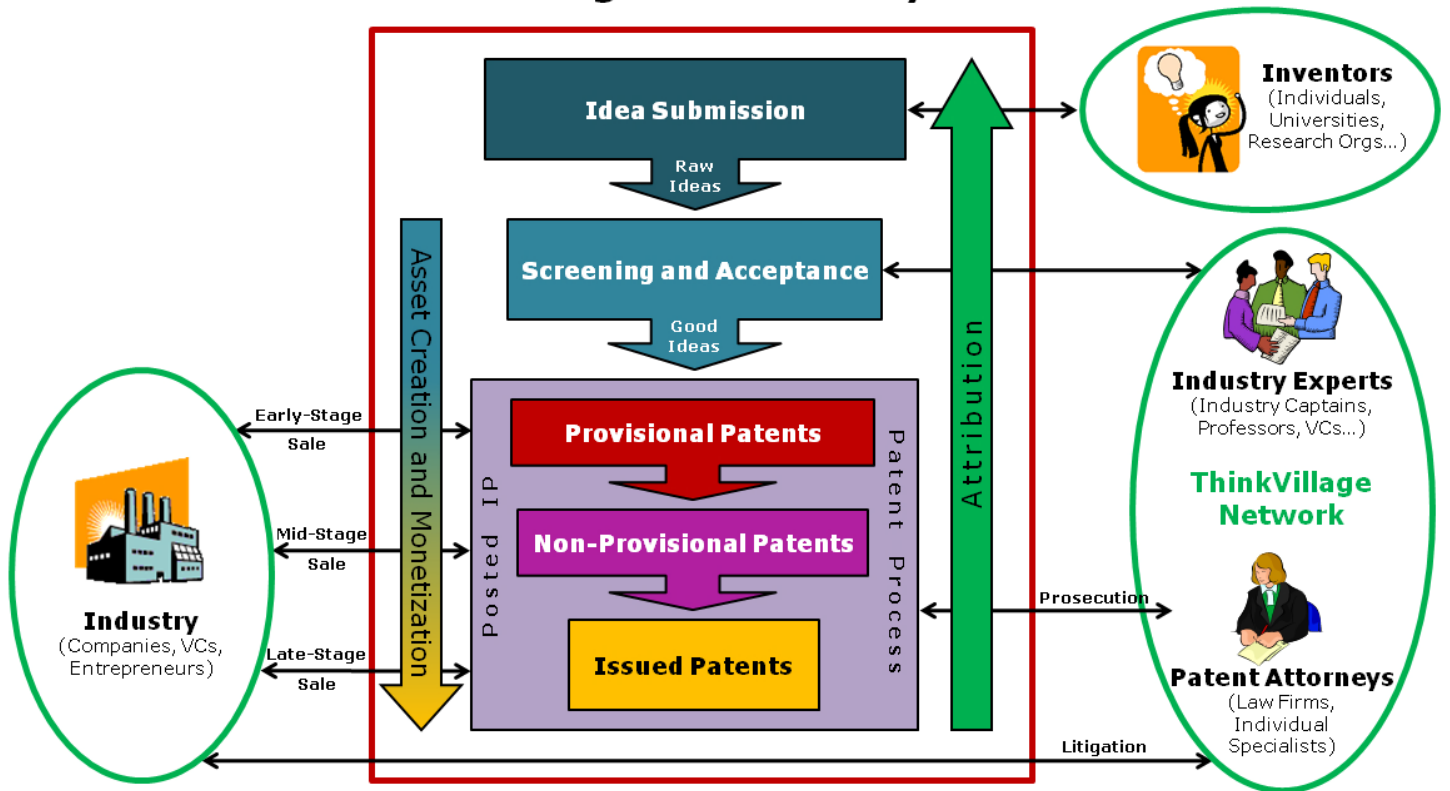 Idea Submission
Raw
Ideas
Inventors
(Individuals,
Universities,
Research Orgs...)
Screening and Acceptance
Good
Ideas
Asset Creation and Monetization
Attribution
Industry Experts
(Industry Captains,
Professors, VCs...)
ThinkVillage
Network
Patent Attorneys
(Law Firms,
Individual
Specialists)
Early-Stage
Sale
Mid-Stage
Sale
Late-Stage
Sale
Industry
(Companies, VCs,
Entrepreneurs)
Posted IP
Provisional Patents
Non-Provisional Patents
Issued Patents
Patent Process
Prosecution
Litigation